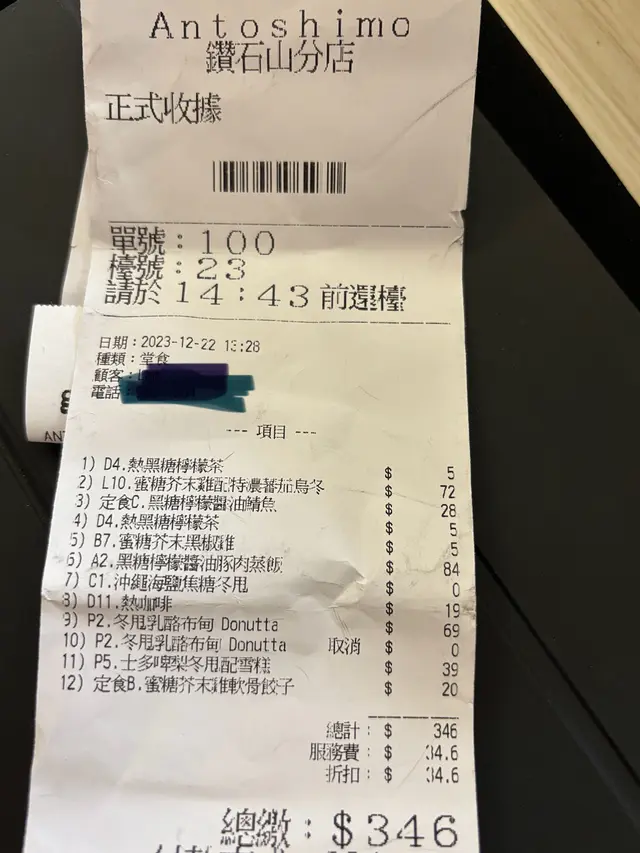 Antoshimo
鑽石山分店
正式收據
單號：100
檯號：23
請於 14：43 前還檯
日期：2023-12-22 13:28
種類：堂食
顧客：
電話：
--- 項目 ---
1) D4.熱黑糖檸檬茶 $ 5
2) L10.蜜糖芥末雞配特濃蕃茄烏冬 $ 72
3) 定食C.黑糖檸檬醬油鯖魚 $ 28
4) D4.熱黑糖檸檬茶 $ 5
5) B7.蜜糖芥末黑椒雞 $ 5
6) A2.黑糖檸檬醬油豚肉蒸飯 $ 84
7) C1.沖繩海鹽焦糖冬甩 $ 0
8) D11.熱咖啡 $ 19
9) P2.冬甩乳酪布甸 Donutta $ 69
10) P2.冬甩乳酪布甸 Donutta 取消 $ 0
11) P5.士多啤梨冬甩配雪糕 $ 39
12) 定食B.蜜糖芥末雞軟骨餃子 $ 20
總計：$ 346
服務費：$ 34.6
折扣：$ 34.6
總繳：$346
AN